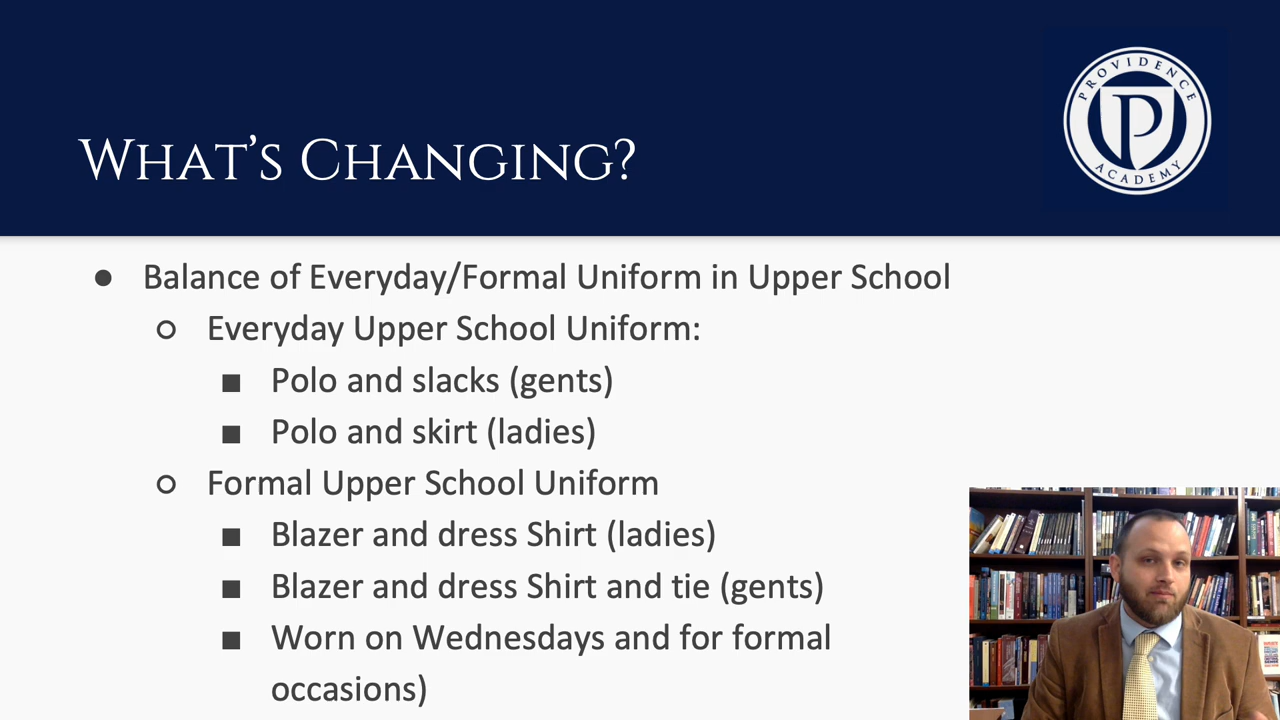 PROVIDENCE
P
ACADEMY
What's Changing?
● Balance of Everyday/Formal Uniform in Upper School
○ Everyday Upper School Uniform:
■ Polo and slacks (gents)
■ Polo and skirt (ladies)
○ Formal Upper School Uniform
■ Blazer and dress Shirt (ladies)
■ Blazer and dress Shirt and tie (gents)
■ Worn on Wednesdays and for formal
occasions)